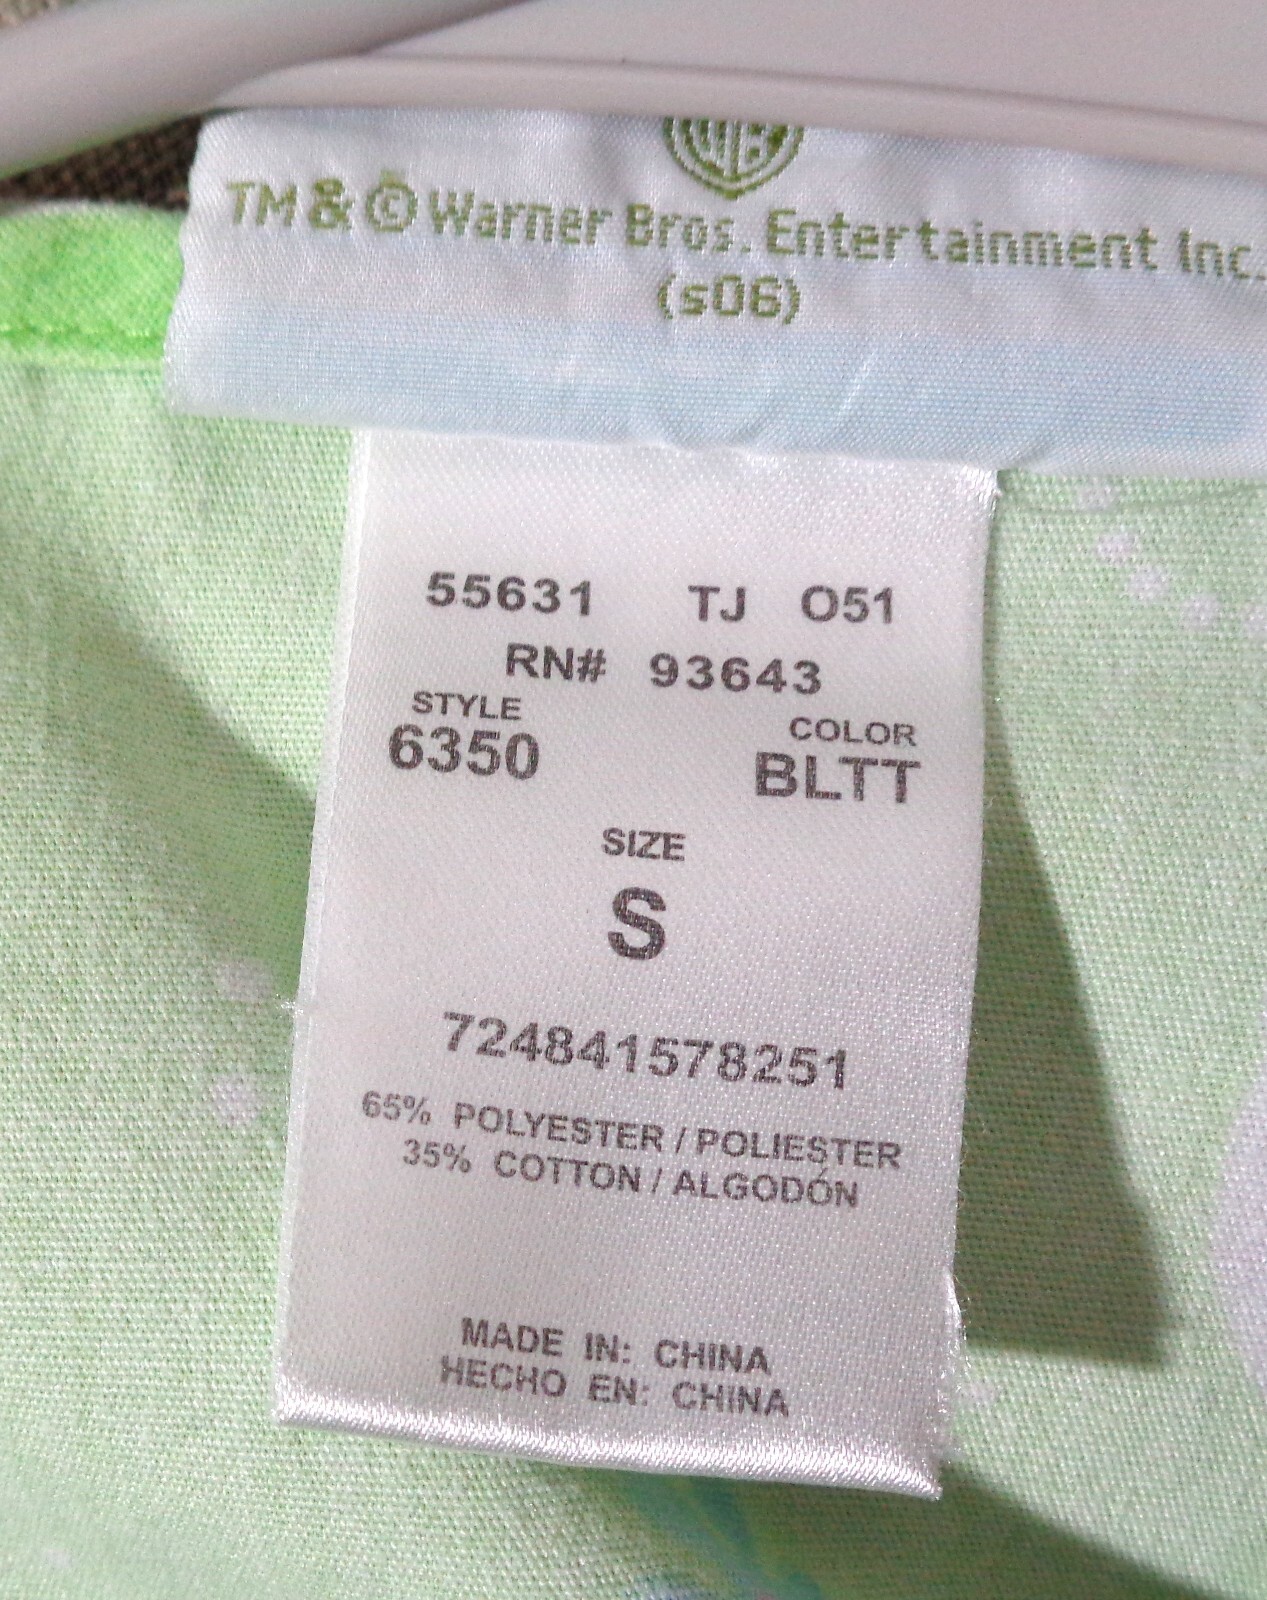 WB
TM & © Warner Bros. Entertainment Inc.
(s06)
55631 TJ O51
RN# 93643
STYLE COLOR
6350 BLTT
SIZE
S
724841578251
65% POLYESTER / POLIESTER
35% COTTON / ALGODÓN
MADE IN: CHINA
HECHO EN: CHINA